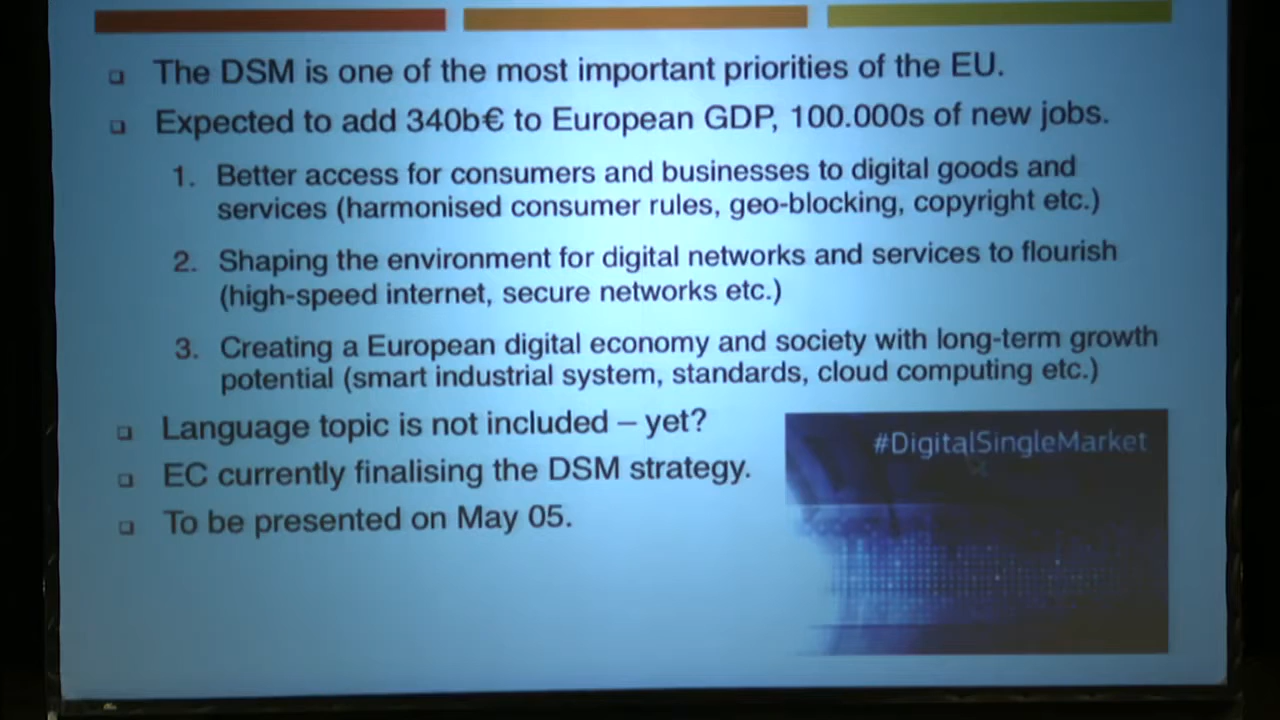 The DSM is one of the most important priorities of the EU.
Expected to add 340b€ to European GDP, 100.000s of new jobs.
1. Better access for consumers and businesses to digital goods and
services (harmonised consumer rules, geo-blocking, copyright etc.)
2. Shaping the environment for digital networks and services to flourish
(high-speed internet, secure networks etc.)
3. Creating a European digital economy and society with long-term growth
potential (smart industrial system, standards, cloud computing etc.)
Language topic is not included – yet?
#DigitalSingleMarket
EC currently finalising the DSM strategy.
To be presented on May 05.